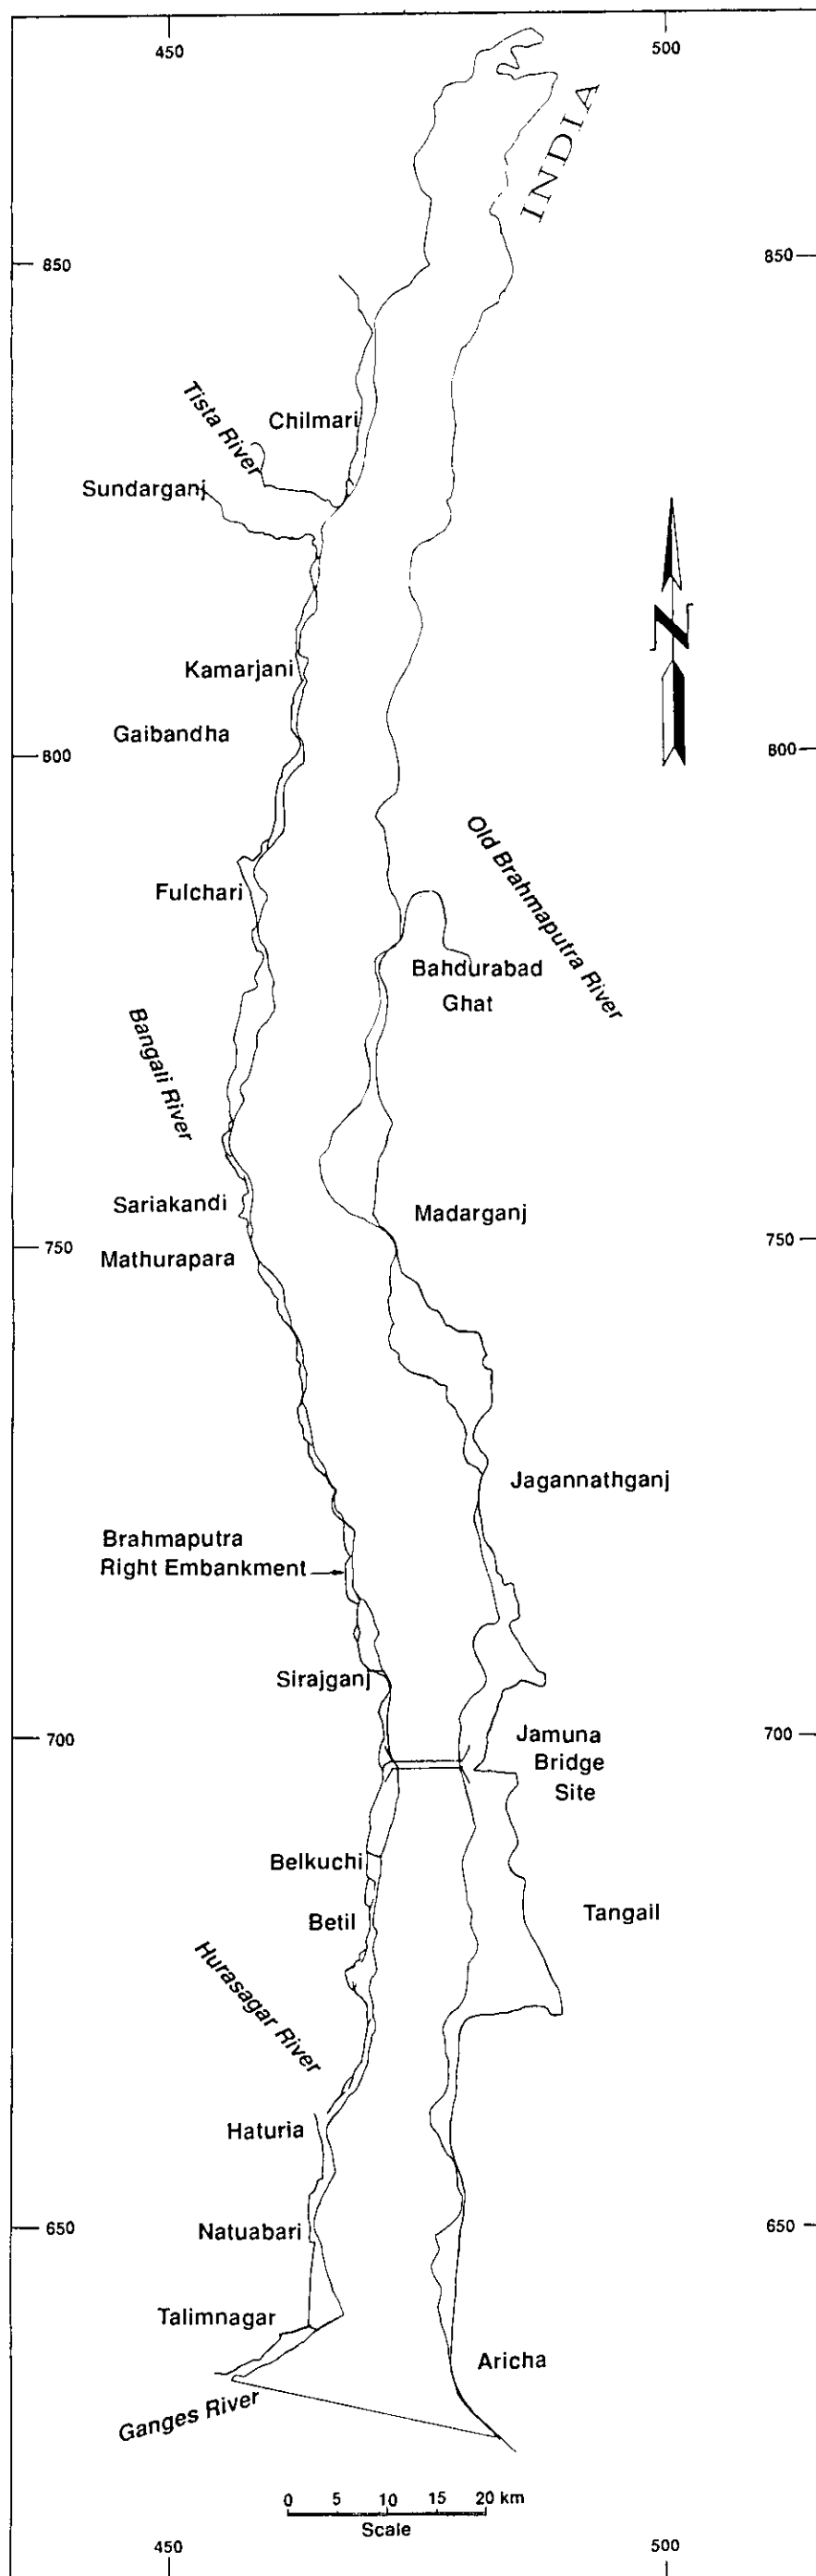 450
500
INDIA
850
850
Tista River
Chilmari
Sundarganj
N
Kamarjani
Gaibandha
800
800
Old Brahmaputra River
Fulchari
Bahdurabad
Ghat
Bangali River
Sariakandi
Madarganj
750
750
Mathurapara
Jagannathganj
Brahmaputra
Right Embankment
Sirajganj
700
700
Jamuna
Bridge
Site
Belkuchi
Betil
Tangail
Hurasagar River
Haturia
650
650
Natuabari
Talimnagar
Aricha
Ganges River
0 5 10 15 20 km
Scale
450
500